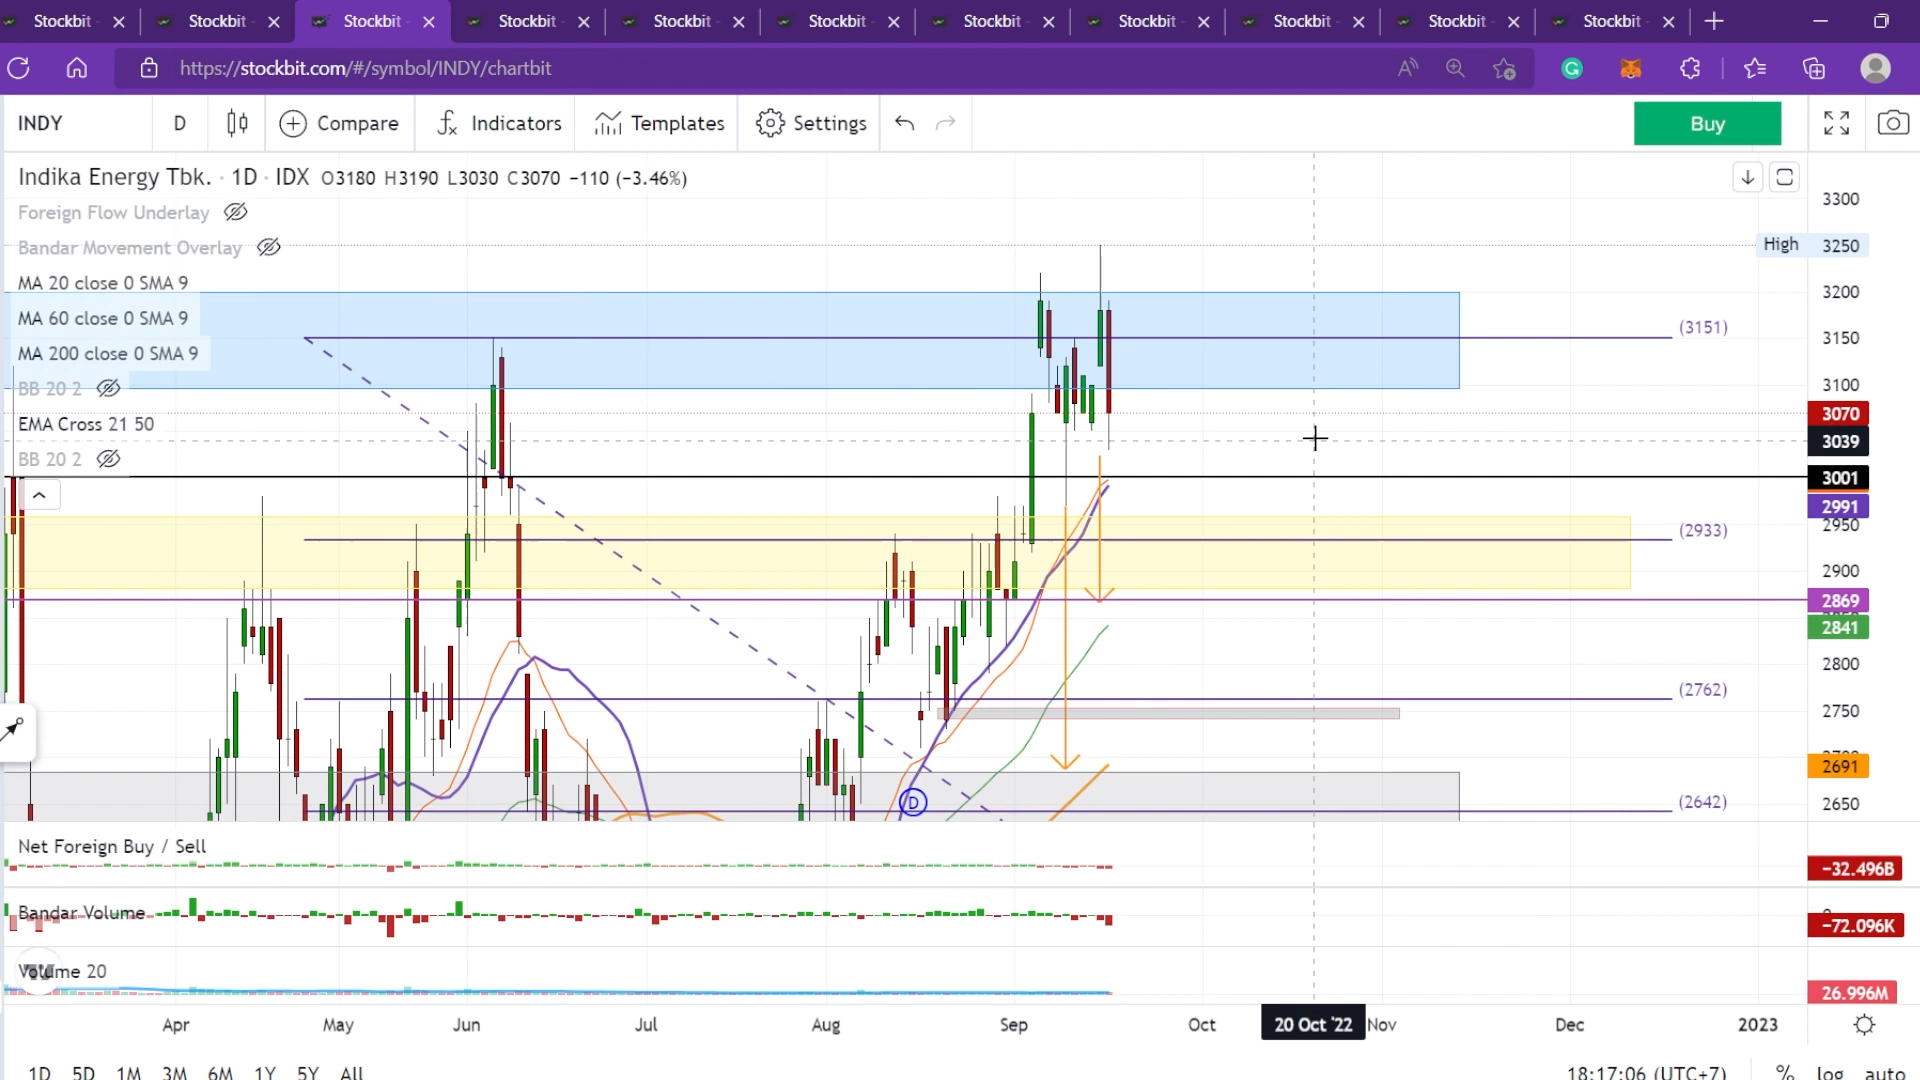 Stockbit Stockbit Stockbit Stockbit Stockbit Stockbit Stockbit Stockbit Stockbit Stockbit Stockbit
https://stockbit.com/#/symbol/INDY/chartbit
INDY D Compare Indicators Templates Settings Buy
Indika Energy Tbk. · 1D · IDX O3180 H3190 L3030 C3070 −110 (−3.46%)
Foreign Flow Underlay
Bandar Movement Overlay
MA 20 close 0 SMA 9
MA 60 close 0 SMA 9
MA 200 close 0 SMA 9
BB 20 2
EMA Cross 21 50
BB 20 2
3300
High 3250
3200
(3151)
3150
3100
3070
3039
3001
2991
2950
(2933)
2900
2869
2841
2800
(2762)
2750
2691
(2642)
2650
D
Net Foreign Buy / Sell
−32.496B
Bandar Volume
−72.096K
Volume 20
26.996M
Apr May Jun Jul Aug Sep Oct 20 Oct '22 Nov Dec 2023
1D 5D 1M 3M 6M 1Y 5Y All 18:17:06 (UTC+7) % log auto